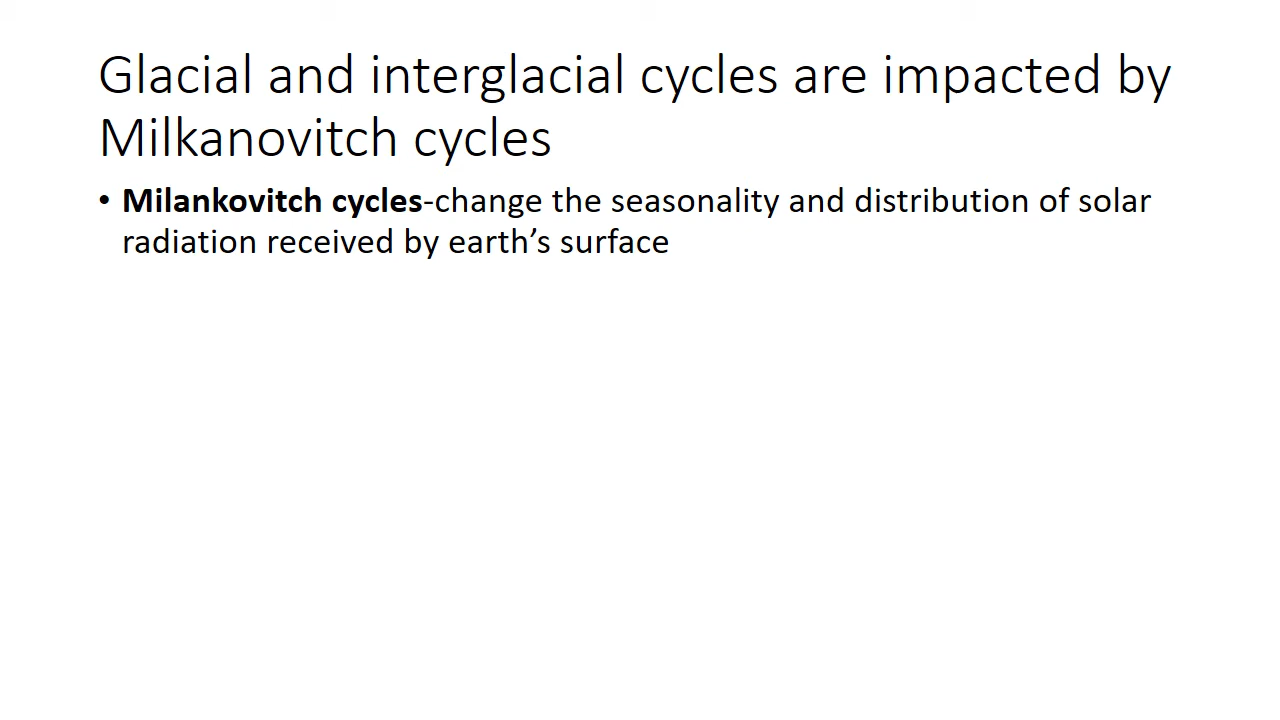 Glacial and interglacial cycles are impacted by
Milkanovitch cycles
• Milankovitch cycles-change the seasonality and distribution of solar
radiation received by earth’s surface